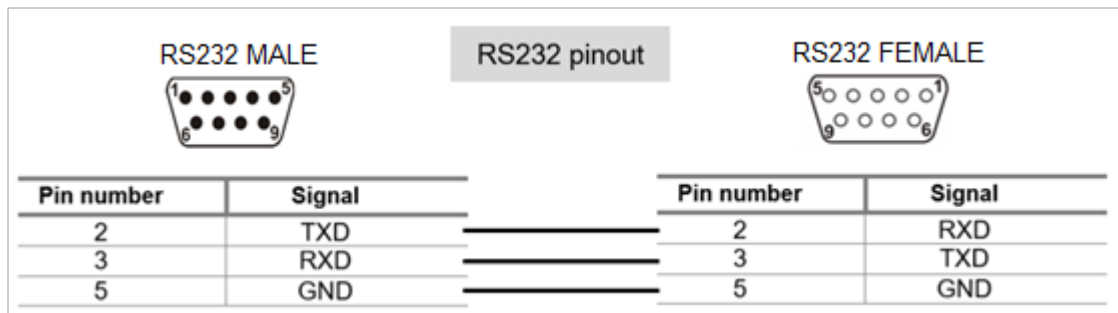 RS232 MALE RS232 pinout RS232 FEMALE
1 5 5 1
6 9 9 6
Pin number Signal Pin number Signal
2 TXD 2 RXD
3 RXD 3 TXD
5 GND 5 GND